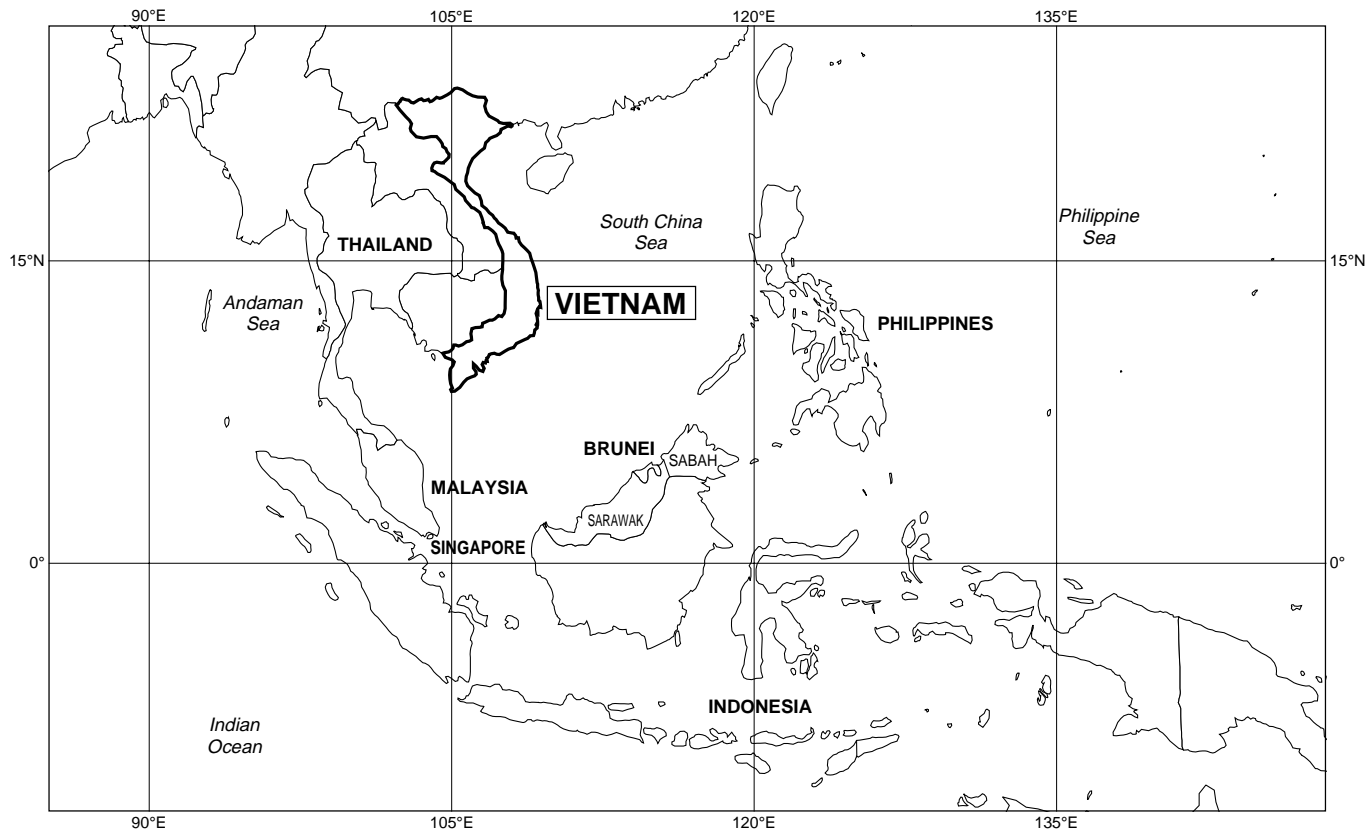 90°E 105°E 120°E 135°E
South China
Sea
Philippine
Sea
THAILAND
15°N 15°N
Andaman
Sea
VIETNAM
PHILIPPINES
BRUNEI
SABAH
MALAYSIA
SARAWAK
SINGAPORE
0° 0°
INDONESIA
Indian
Ocean
90°E 105°E 120°E 135°E